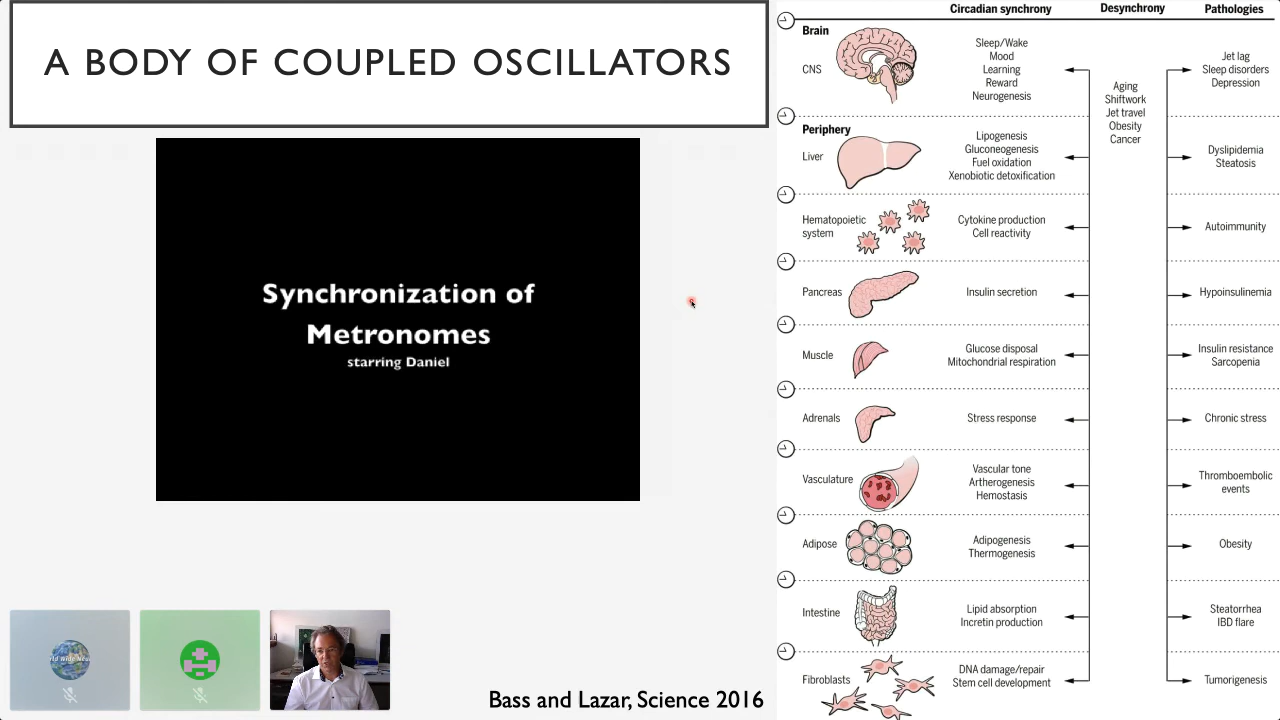 A BODY OF COUPLED OSCILLATORS
Synchronization of
Metronomes
starring Daniel
Bass and Lazar, Science 2016
Circadian synchrony
Desynchrony
Pathologies
Brain
CNS
Sleep/Wake
Mood
Learning
Reward
Neurogenesis
Aging
Shiftwork
Jet travel
Obesity
Cancer
Jet lag
Sleep disorders
Depression
Periphery
Liver
Lipogenesis
Gluconeogenesis
Fuel oxidation
Xenobiotic detoxification
Dyslipidemia
Steatosis
Hematopoietic
system
Cytokine production
Cell reactivity
Autoimmunity
Pancreas
Insulin secretion
Hypoinsulinemia
Muscle
Glucose disposal
Mitochondrial respiration
Insulin resistance
Sarcopenia
Adrenals
Stress response
Chronic stress
Vasculature
Vascular tone
Artherogenesis
Hemostasis
Thromboembolic
events
Adipose
Adipogenesis
Thermogenesis
Obesity
Intestine
Lipid absorption
Incretin production
Steatorrhea
IBD flare
Fibroblasts
DNA damage/repair
Stem cell development
Tumorigenesis